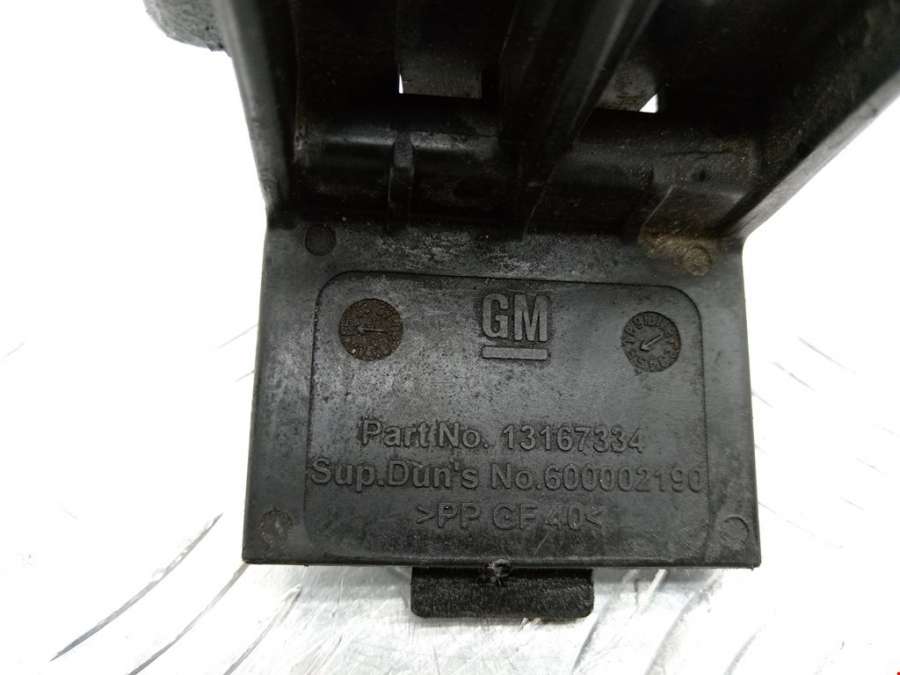 GM
Part No. 13167334
Sup.Dun's No.600002190
>PP GF 40<